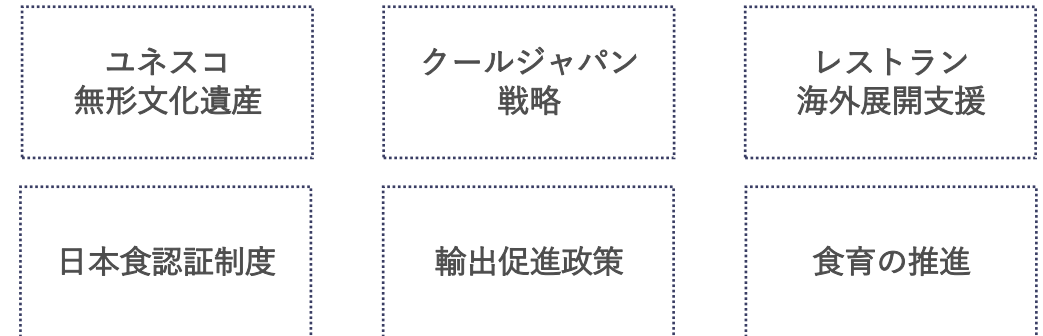 ユネスコ
無形文化遺産
クールジャパン
戦略
レストラン
海外展開支援
日本食認証制度
輸出促進政策
食育の推進